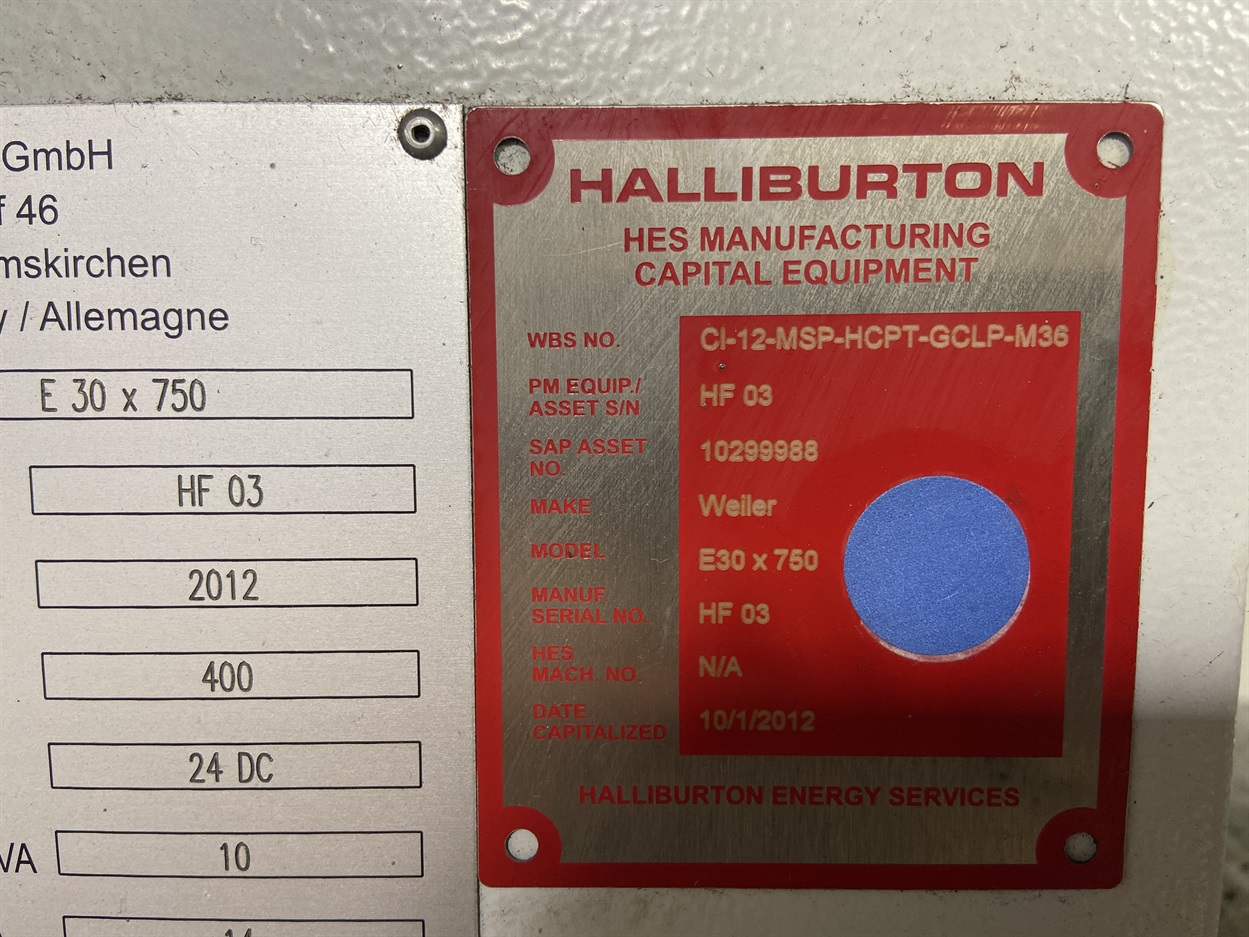 GmbH
46
mskirchen
/ Allemagne
E 30 x 750
HF 03
2012
400
24 DC
VA 10
14
HALLIBURTON
HES MANUFACTURING
CAPITAL EQUIPMENT
WBS NO. CI-12-MSP-HCPT-GCLP-M36
PM EQUIP./
ASSET S/N HF 03
SAP ASSET
NO. 10299988
MAKE Weiler
MODEL E30 x 750
MANUF.
SERIAL NO. HF 03
HES
MACH. NO. N/A
DATE
CAPITALIZED 10/1/2012
HALLIBURTON ENERGY SERVICES